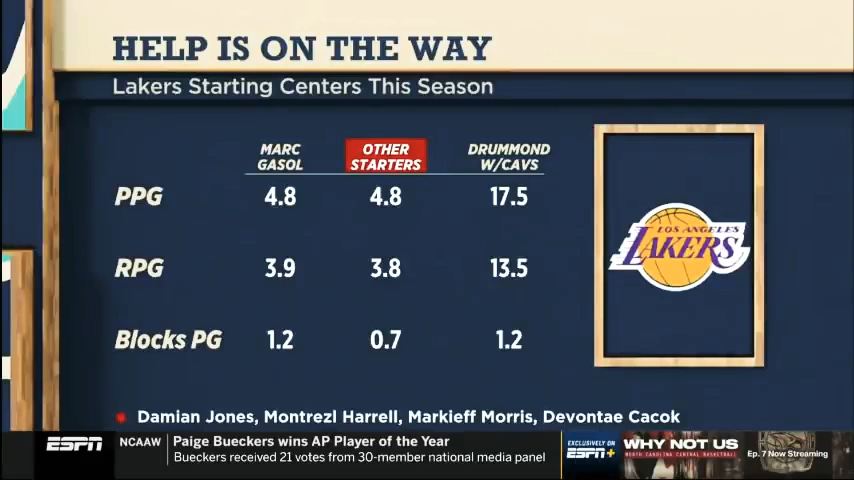 HELP IS ON THE WAY
Lakers Starting Centers This Season
MARC GASOL OTHER STARTERS DRUMMOND W/CAVS
PPG 4.8 4.8 17.5
RPG 3.9 3.8 13.5
Blocks PG 1.2 0.7 1.2
LOS ANGELES
LAKERS
Damian Jones, Montrezl Harrell, Markieff Morris, Devontae Cacok
ESPN NCAAW Paige Bueckers wins AP Player of the Year
Bueckers received 21 votes from 30-member national media panel
EXCLUSIVELY ON
ESPN+
WHY NOT US
NORTH CAROLINA CENTRAL BASKETBALL
Ep. 7 Now Streaming